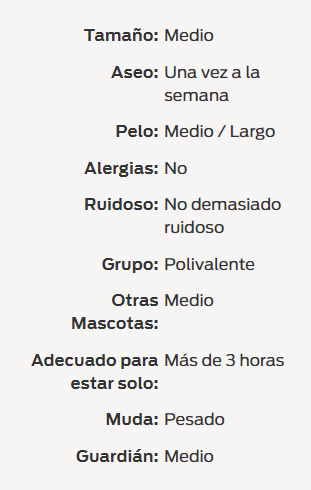 Tamaño: Medio
Aseo: Una vez a la
semana
Pelo: Medio / Largo
Alergias: No
Ruidoso: No demasiado
ruidoso
Grupo: Polivalente
Otras Medio
Mascotas:
Adecuado para Más de 3 horas
estar solo:
Muda: Pesado
Guardián: Medio